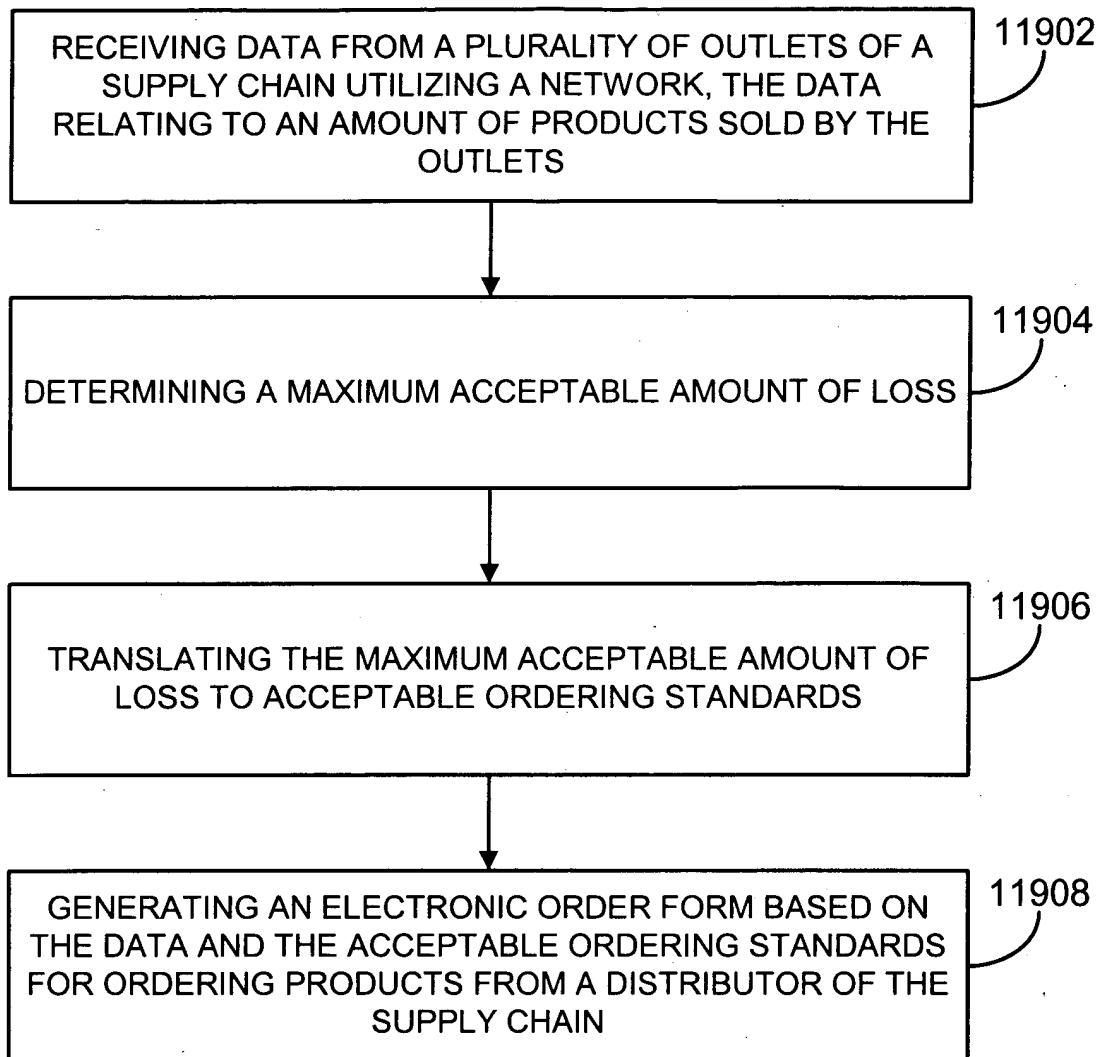 RECEIVING DATA FROM A PLURALITY OF OUTLETS OF A
SUPPLY CHAIN UTILIZING A NETWORK, THE DATA
RELATING TO AN AMOUNT OF PRODUCTS SOLD BY THE
OUTLETS
11902
DETERMINING A MAXIMUM ACCEPTABLE AMOUNT OF LOSS
11904
TRANSLATING THE MAXIMUM ACCEPTABLE AMOUNT OF
LOSS TO ACCEPTABLE ORDERING STANDARDS
11906
GENERATING AN ELECTRONIC ORDER FORM BASED ON
THE DATA AND THE ACCEPTABLE ORDERING STANDARDS
FOR ORDERING PRODUCTS FROM A DISTRIBUTOR OF THE
SUPPLY CHAIN
11908